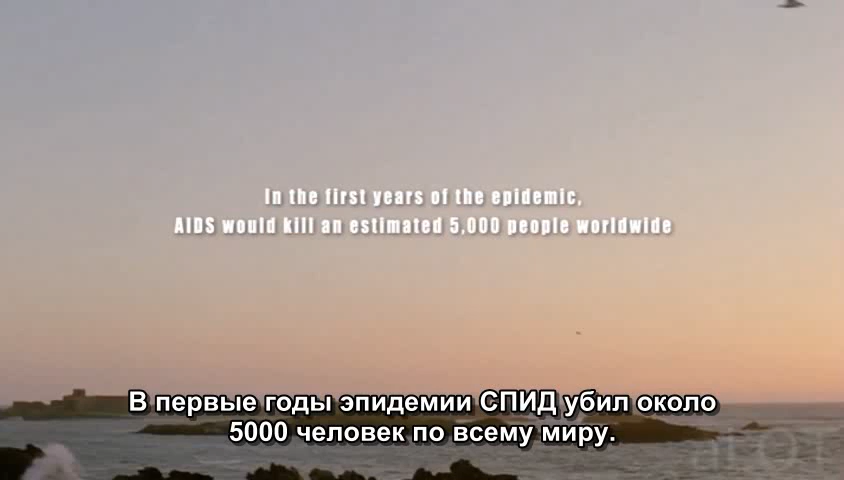 In the first years of the epidemic,
AIDS would kill an estimated 5,000 people worldwide
В первые годы эпидемии СПИД убил около
5000 человек по всему миру.
aLOT